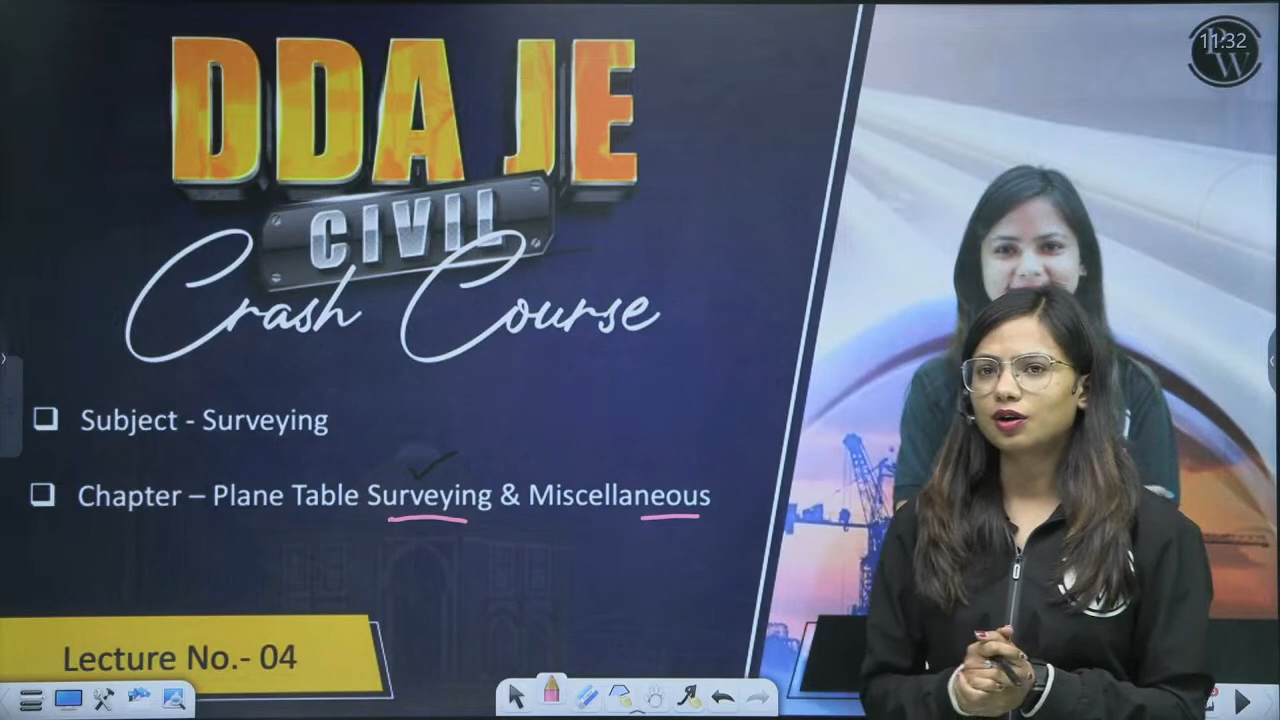 11:32
DDA JE
CIVIL
Crash Course
Subject - Surveying
Chapter – Plane Table Surveying & Miscellaneous
Lecture No.- 04